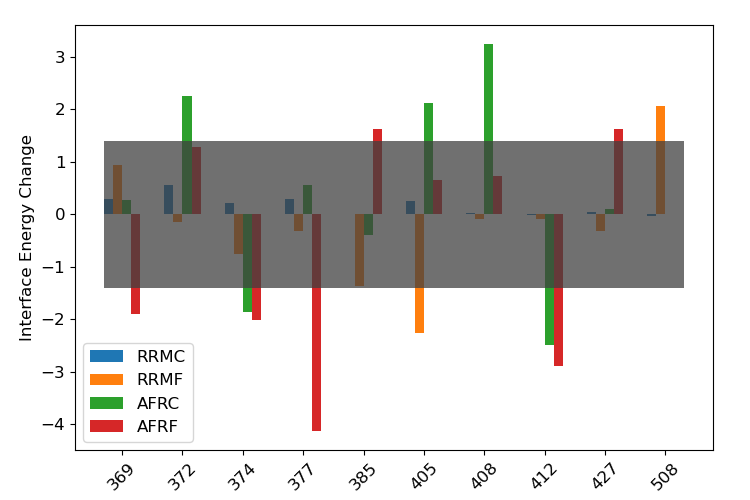 Interface Energy Change
3
2
1
0
−1
−2
−3
−4
RRMC
RRMF
AFRC
AFRF
369 372 374 377 385 405 408 412 427 508